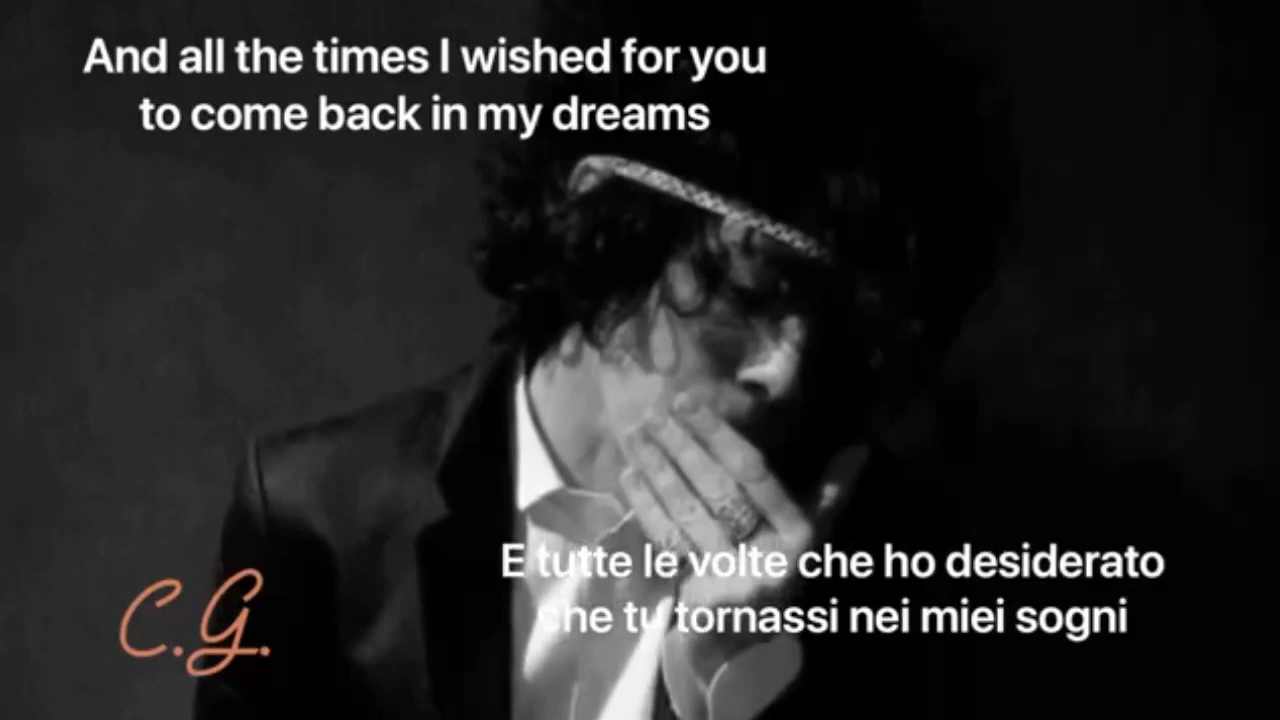 And all the times I wished for you
to come back in my dreams
E tutte le volte che ho desiderato
che tu tornassi nei miei sogni
C.G.